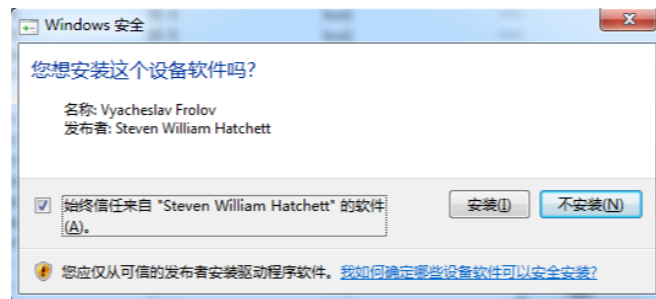 Windows 安全
您想安装这个设备软件吗?
名称: Vyacheslav Frolov
发布者: Steven William Hatchett
始终信任来自 "Steven William Hatchett" 的软件
(A)。
安装(I)
不安装(N)
您应仅从可信的发布者安装驱动程序软件。我如何确定哪些设备软件可以安全安装?